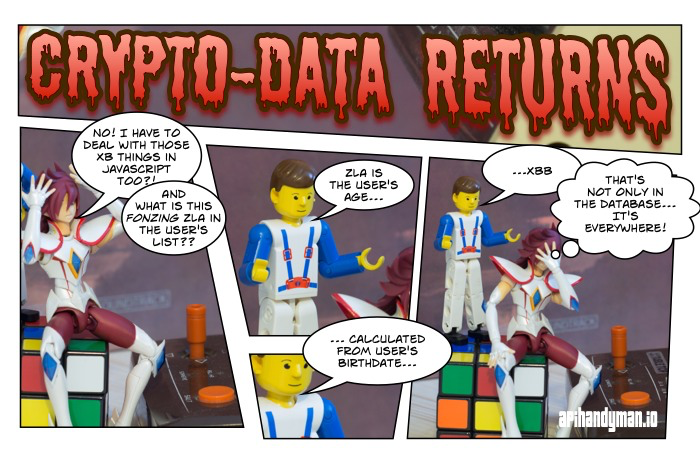 CRYPTO-DATA RETURNS
NO! I HAVE TO
DEAL WITH THOSE
XB THINGS IN
JAVASCRIPT
TOO?!
AND
WHAT IS THIS
FONZING ZLA IN
THE USER'S
LIST??
ZLA IS
THE USER'S
AGE...
... CALCULATED
FROM USER'S
BIRTHDATE...
...XBB
THAT'S
NOT ONLY IN
THE DATABASE...
IT'S
EVERYWHERE!
apihandyman.io